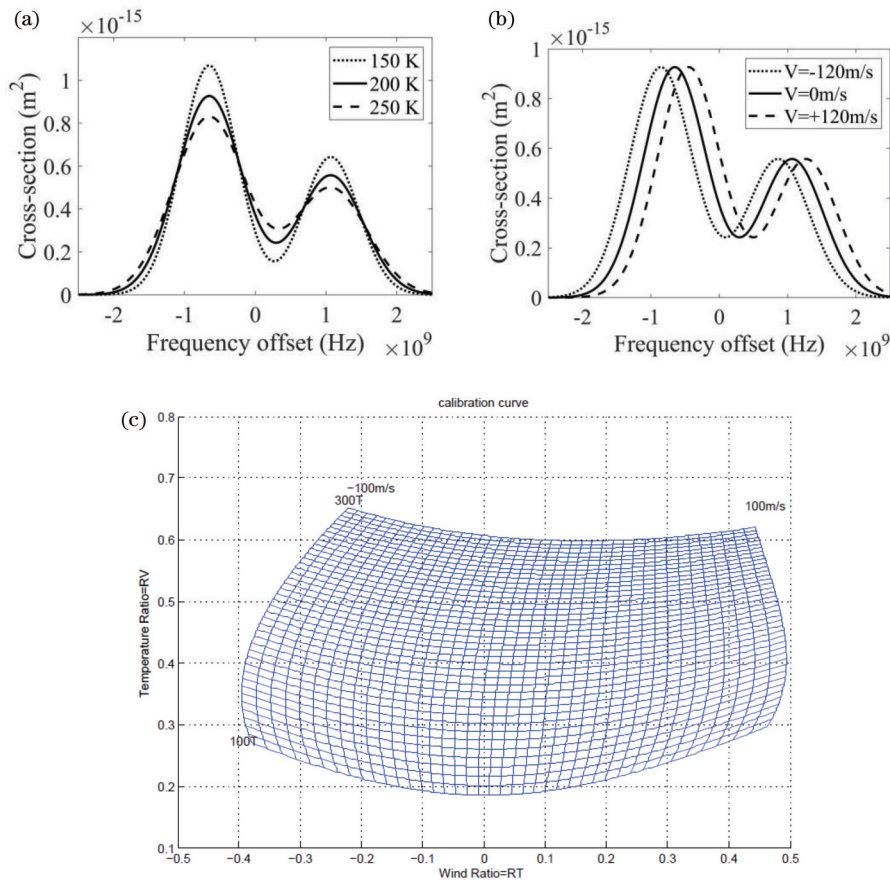 (a)
×10⁻¹⁵
1
0.8
0.6
0.4
0.2
0
Cross-section (m²)
150 K
200 K
250 K
-2
-1
0
1
2
Frequency offset (Hz)
×10⁹
(b)
×10⁻¹⁵
1
0.8
0.6
0.4
0.2
0
Cross-section (m²)
V=-120m/s
V=0m/s
V=+120m/s
-2
-1
0
1
2
Frequency offset (Hz)
×10⁹
(c)
calibration curve
0.8
0.7
0.6
0.5
0.4
0.3
0.2
0.1
Temperature Ratio=RV
−100m/s
300T
100m/s
100T
−0.5
−0.4
−0.3
−0.2
−0.1
0
0.1
0.2
0.3
0.4
0.5
Wind Ratio=RT